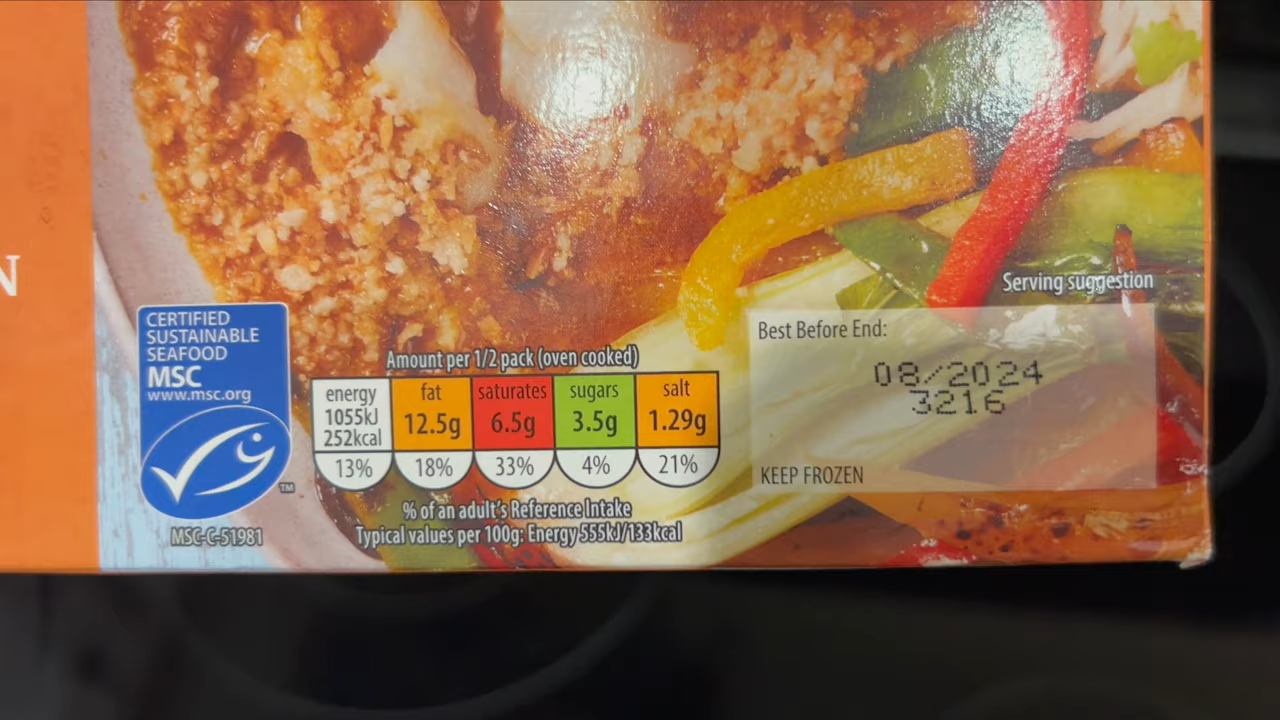 N
CERTIFIED
SUSTAINABLE
SEAFOOD
MSC
www.msc.org
TM
MSC-C-51981
Amount per 1/2 pack (oven cooked)
energy fat saturates sugars salt
1055kJ 252kcal 12.5g 6.5g 3.5g 1.29g
13% 18% 33% 4% 21%
% of an adult's Reference Intake
Typical values per 100g: Energy 555kJ/133kcal
Serving suggestion
Best Before End:
08/2024
3216
KEEP FROZEN